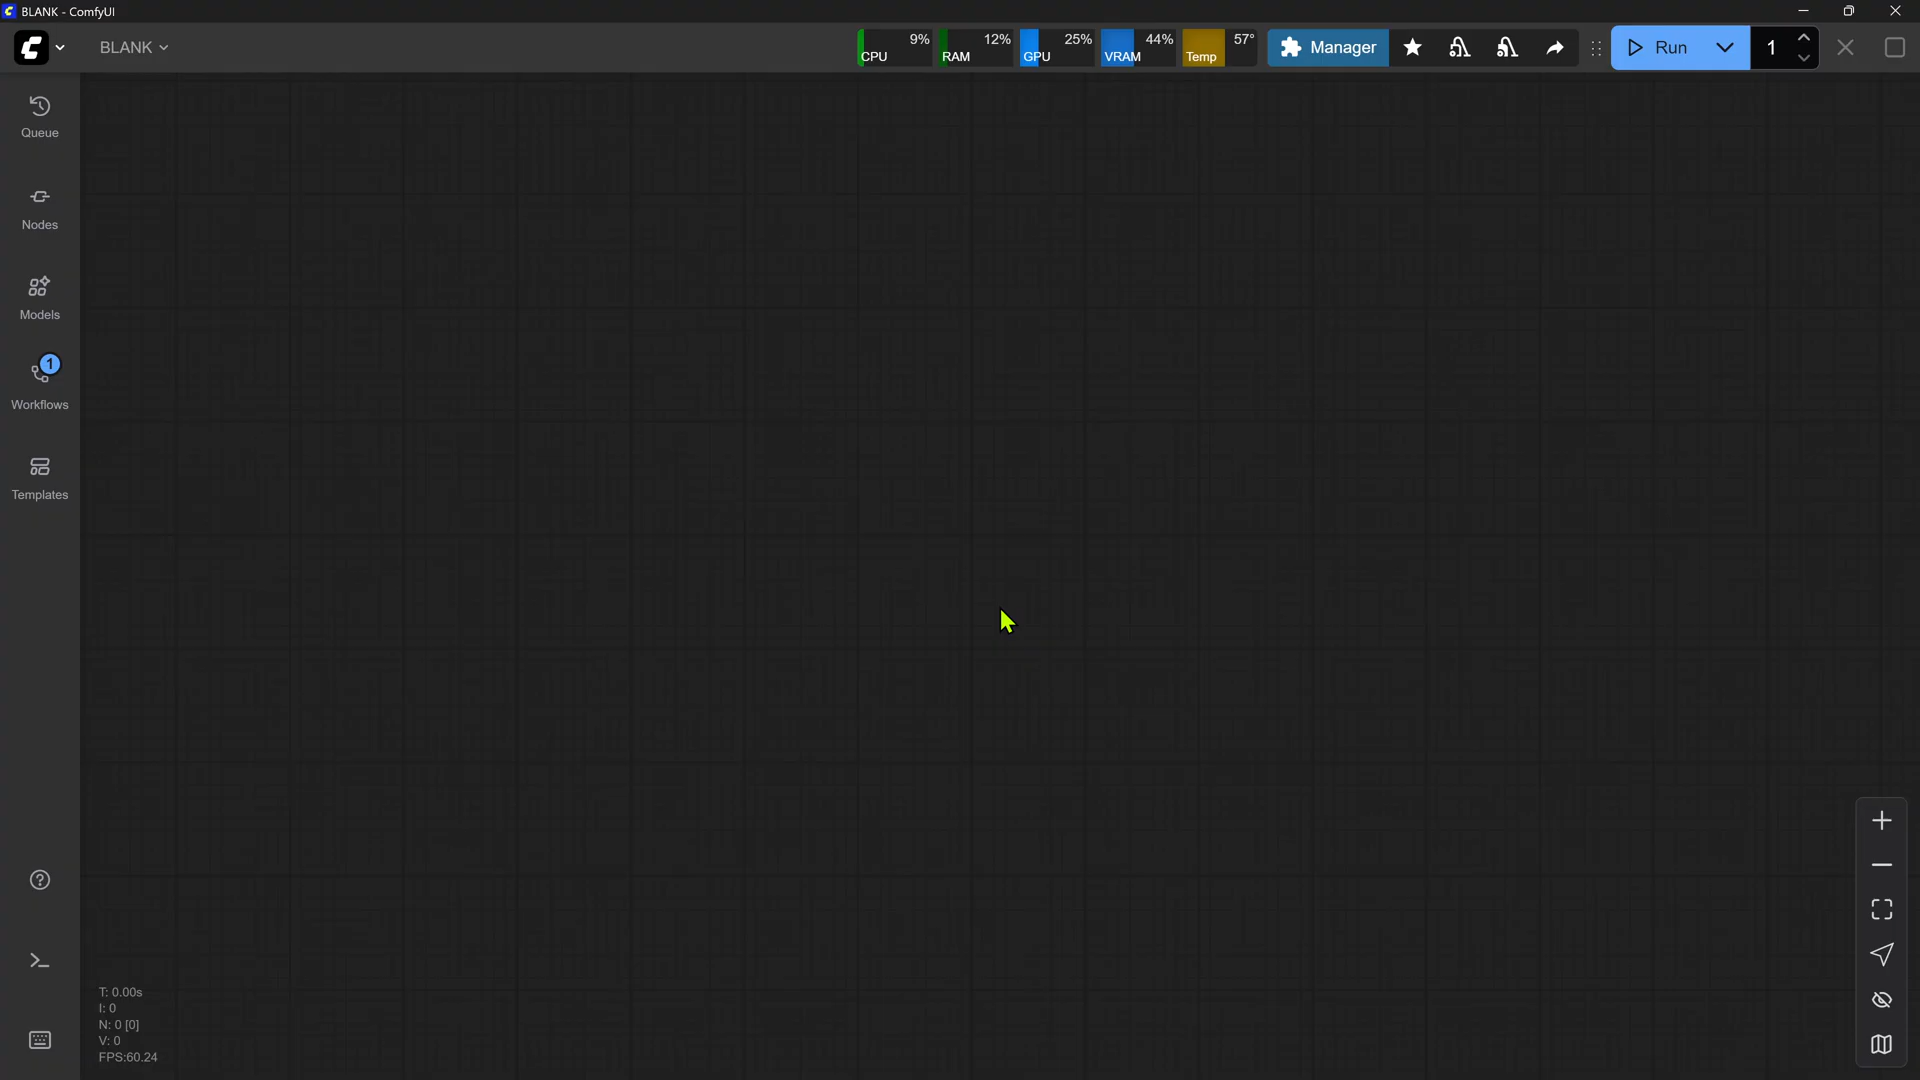 BLANK - ComfyUI
BLANK
CPU 9%
RAM 12%
GPU 25%
VRAM 44%
Temp 57°
Manager
Run
1
Queue
Nodes
Models
1
Workflows
Templates
T: 0.00s
I: 0
N: 0 [0]
V: 0
FPS:60.24